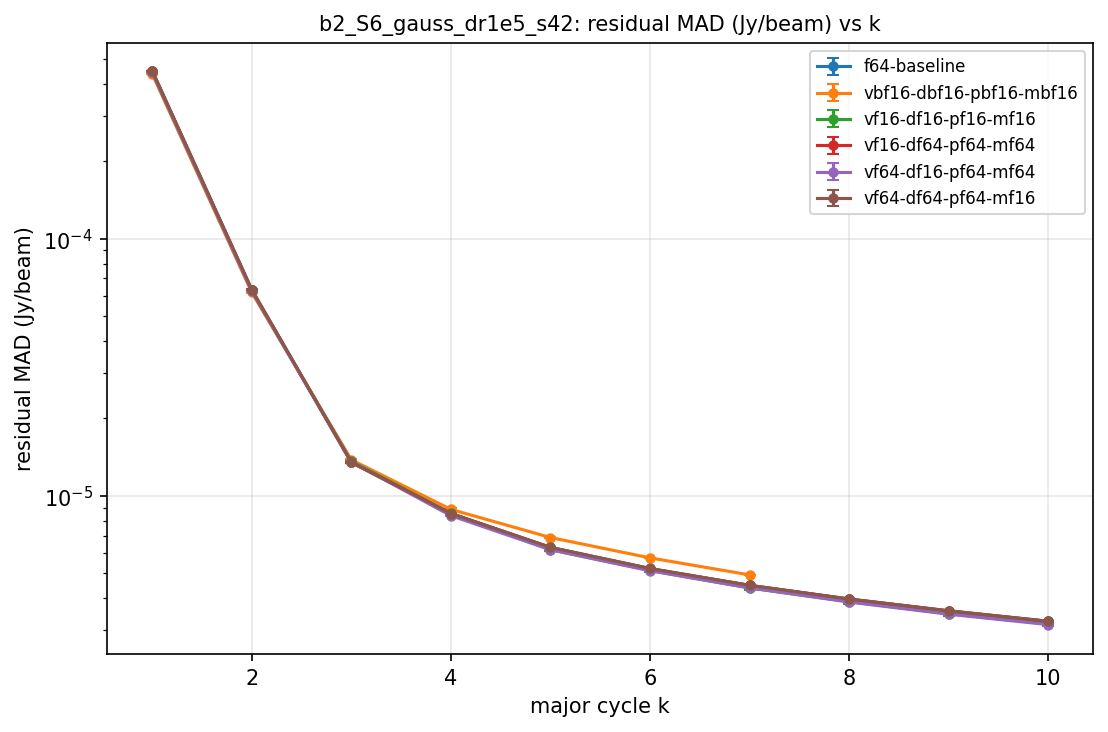 b2_S6_gauss_dr1e5_s42: residual MAD (Jy/beam) vs k
f64-baseline
vbf16-dbf16-pbf16-mbf16
vf16-df16-pf16-mf16
vf16-df64-pf64-mf64
vf64-df16-pf64-mf64
vf64-df64-pf64-mf16
residual MAD (Jy/beam)
10⁻⁴
10⁻⁵
2 4 6 8 10
major cycle k